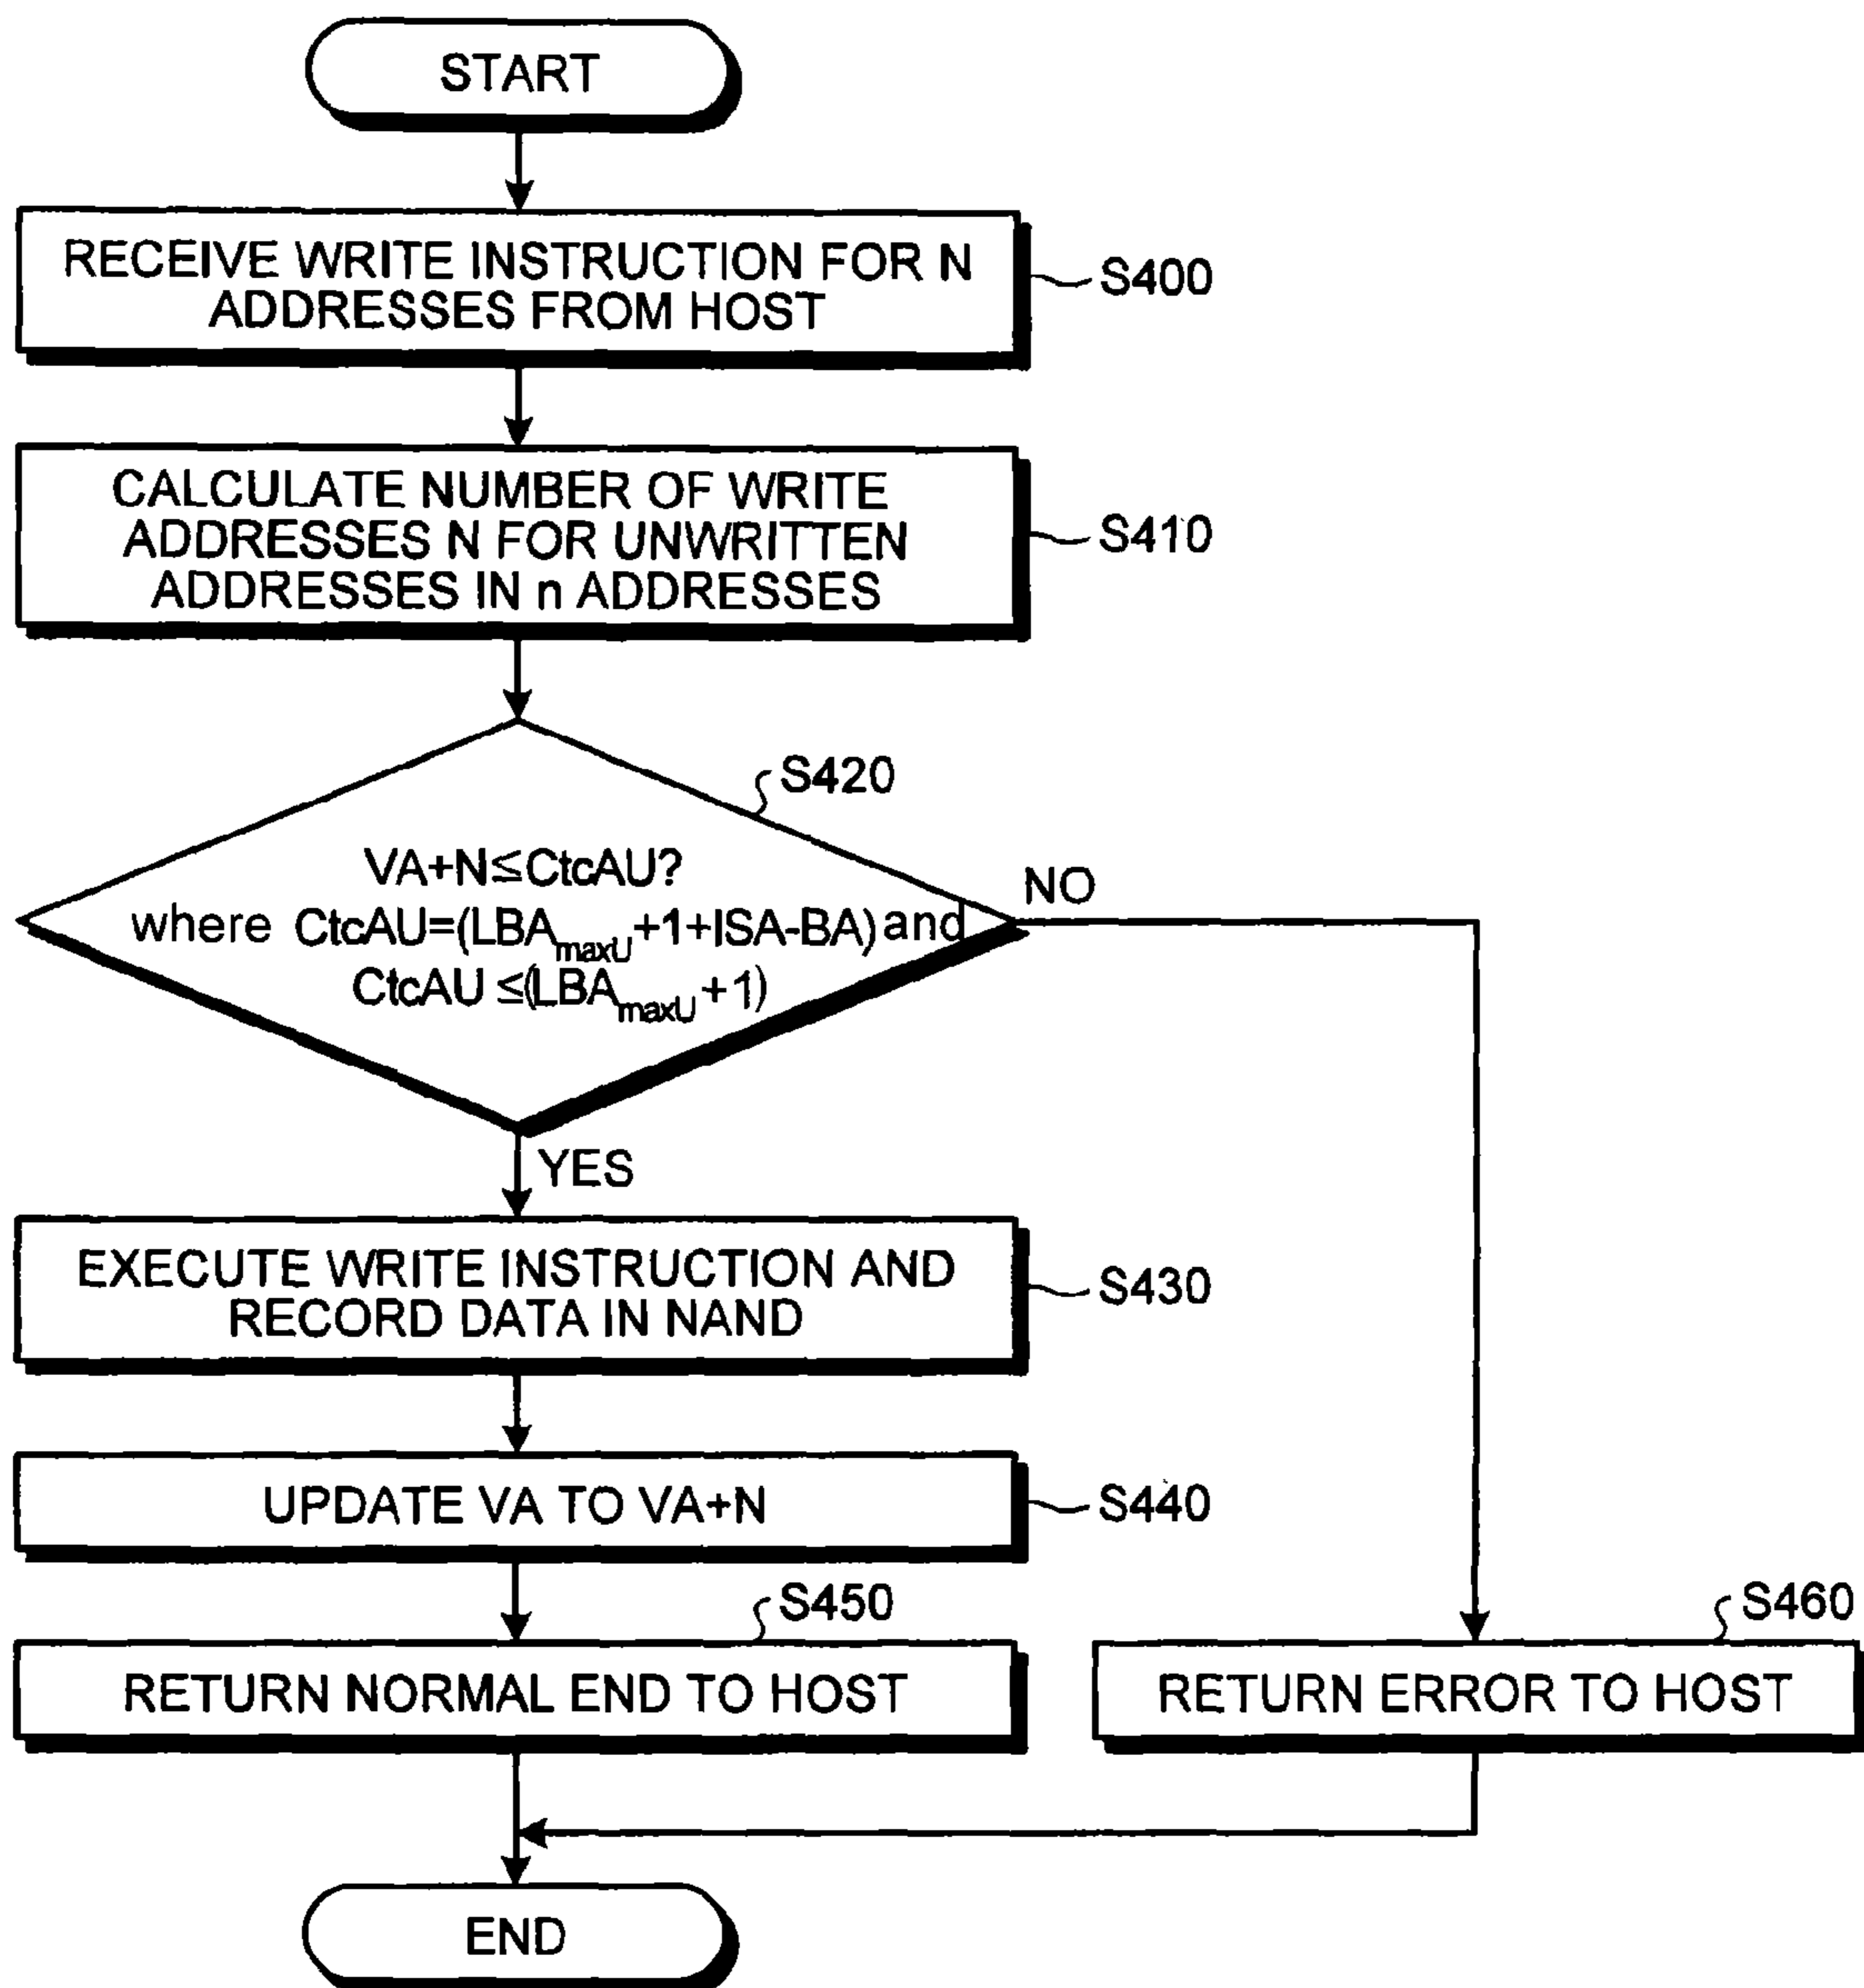 START
RECEIVE WRITE INSTRUCTION FOR N
ADDRESSES FROM HOST
S400
CALCULATE NUMBER OF WRITE
ADDRESSES N FOR UNWRITTEN
ADDRESSES IN n ADDRESSES
S410
S420
VA+N≦CtcAU?
where CtcAU=(LBAmaxU+1+ISA-BA) and
CtcAU ≦(LBAmaxU+1)
NO
YES
EXECUTE WRITE INSTRUCTION AND
RECORD DATA IN NAND
S430
UPDATE VA TO VA+N
S440
S450
RETURN NORMAL END TO HOST
S460
RETURN ERROR TO HOST
END